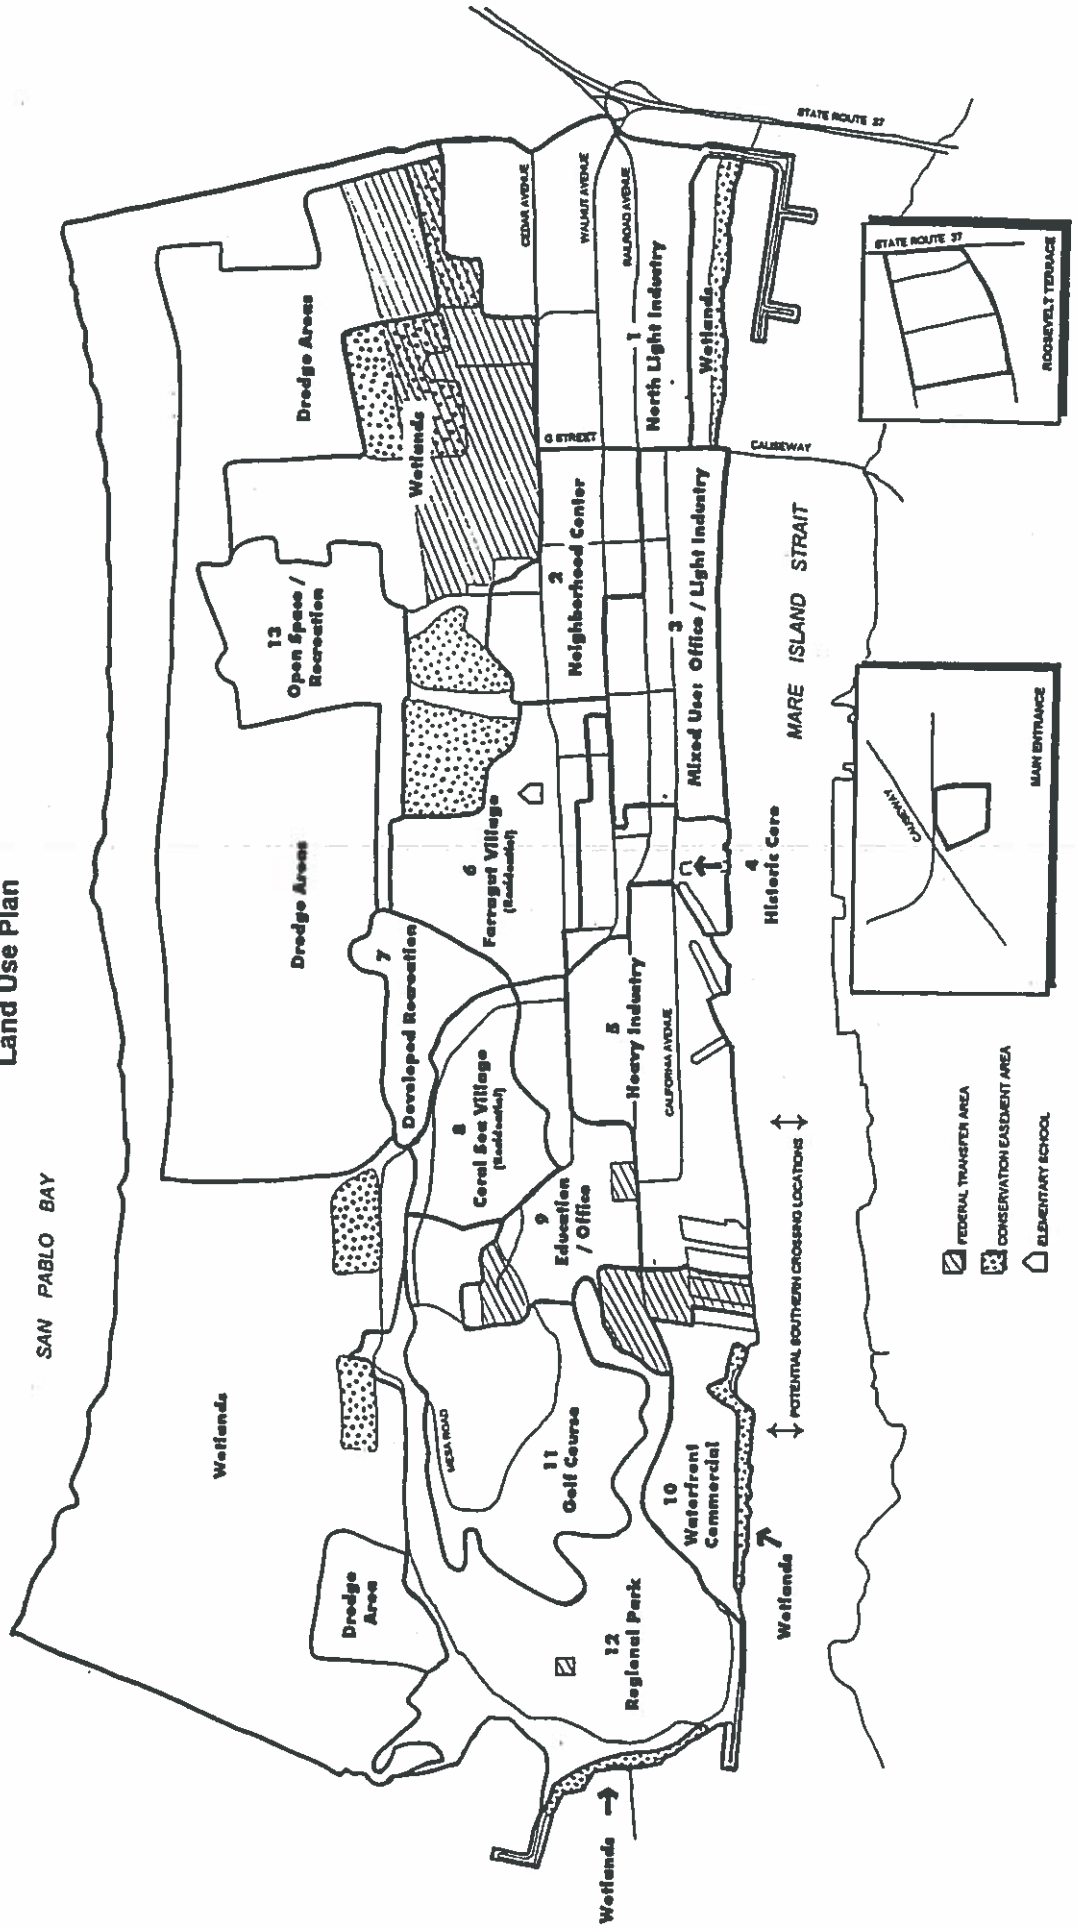 Land Use Plan
SAN PABLO BAY
Wetlands
Dredge
Area
Dredge Areas
Dredge Areas
13
Open Space /
Recreation
Wetlands
7
Developed Recreation
6
Farragut Village
(Residential)
8
Coral Sea Village
(Residential)
MESA ROAD
CEDAR AVENUE
WALNUT AVENUE
RAILROAD AVENUE
STATE ROUTE 37
G STREET
2
Neighborhood Center
1
North Light Industry
Wetlands
CAUSEWAY
9
Education
/ Office
5
Heavy Industry
CALIFORNIA AVENUE
3
Mixed Use: Office / Light Industry
4
Historic Core
11
Golf Course
10
Waterfront
Commercial
12
Regional Park
Wetlands
Wetlands
MARE ISLAND STRAIT
POTENTIAL SOUTHERN CROSSING LOCATIONS
FEDERAL TRANSFER AREA
CONSERVATION EASEMENT AREA
ELEMENTARY SCHOOL
CAUSEWAY
MAIN ENTRANCE
STATE ROUTE 37
ROOSEVELT TERRACE